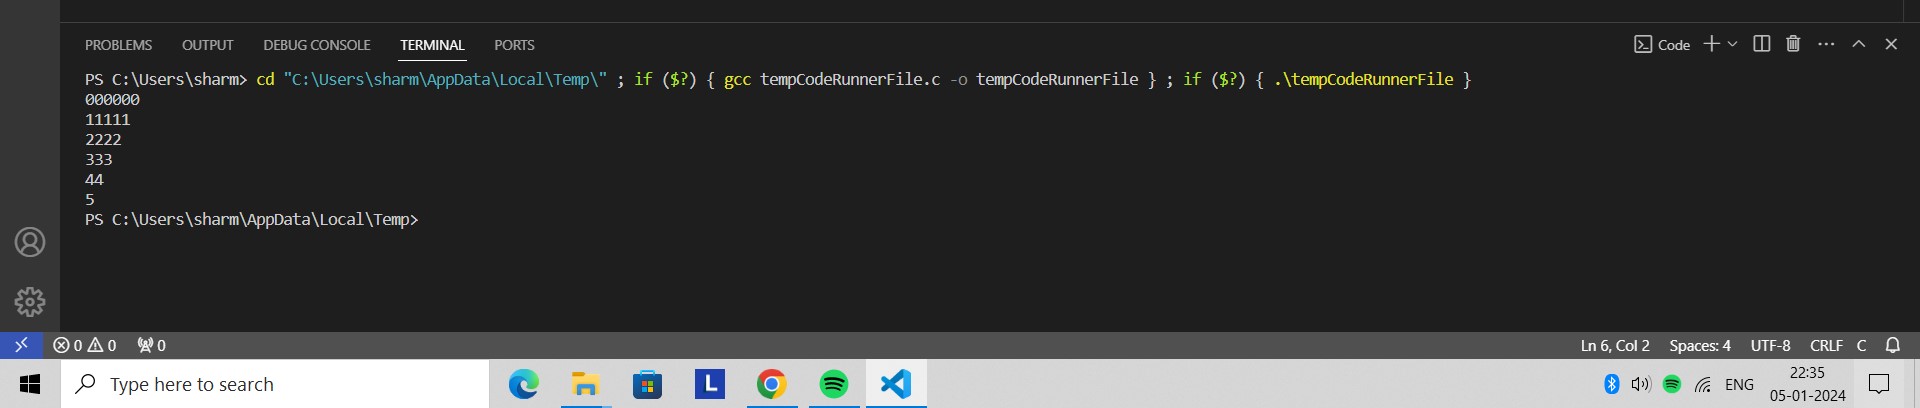 PROBLEMS OUTPUT DEBUG CONSOLE TERMINAL PORTS Code
PS C:\Users\sharm> cd "C:\Users\sharm\AppData\Local\Temp\" ; if ($?) { gcc tempCodeRunnerFile.c -o tempCodeRunnerFile } ; if ($?) { .\tempCodeRunnerFile }
000000
11111
2222
333
44
5
PS C:\Users\sharm\AppData\Local\Temp>
0 0 0 Ln 6, Col 2 Spaces: 4 UTF-8 CRLF C
Type here to search L ENG 22:35
05-01-2024